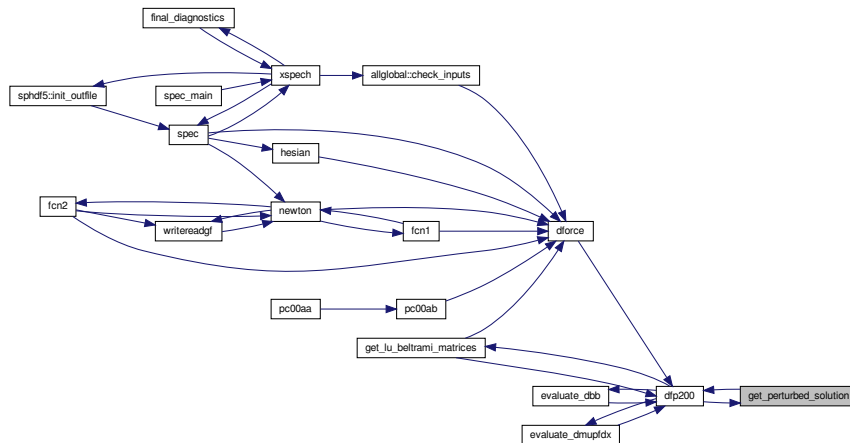 final_diagnostics
xspech
allglobal::check_inputs
sphdf5::init_outfile
spec_main
spec
hesian
fcn2
newton
writereadgf
fcn1
dforce
pc00aa
pc00ab
get_lu_beltrami_matrices
evaluate_dbb
dfp200
get_perturbed_solution
evaluate_dmupfdx